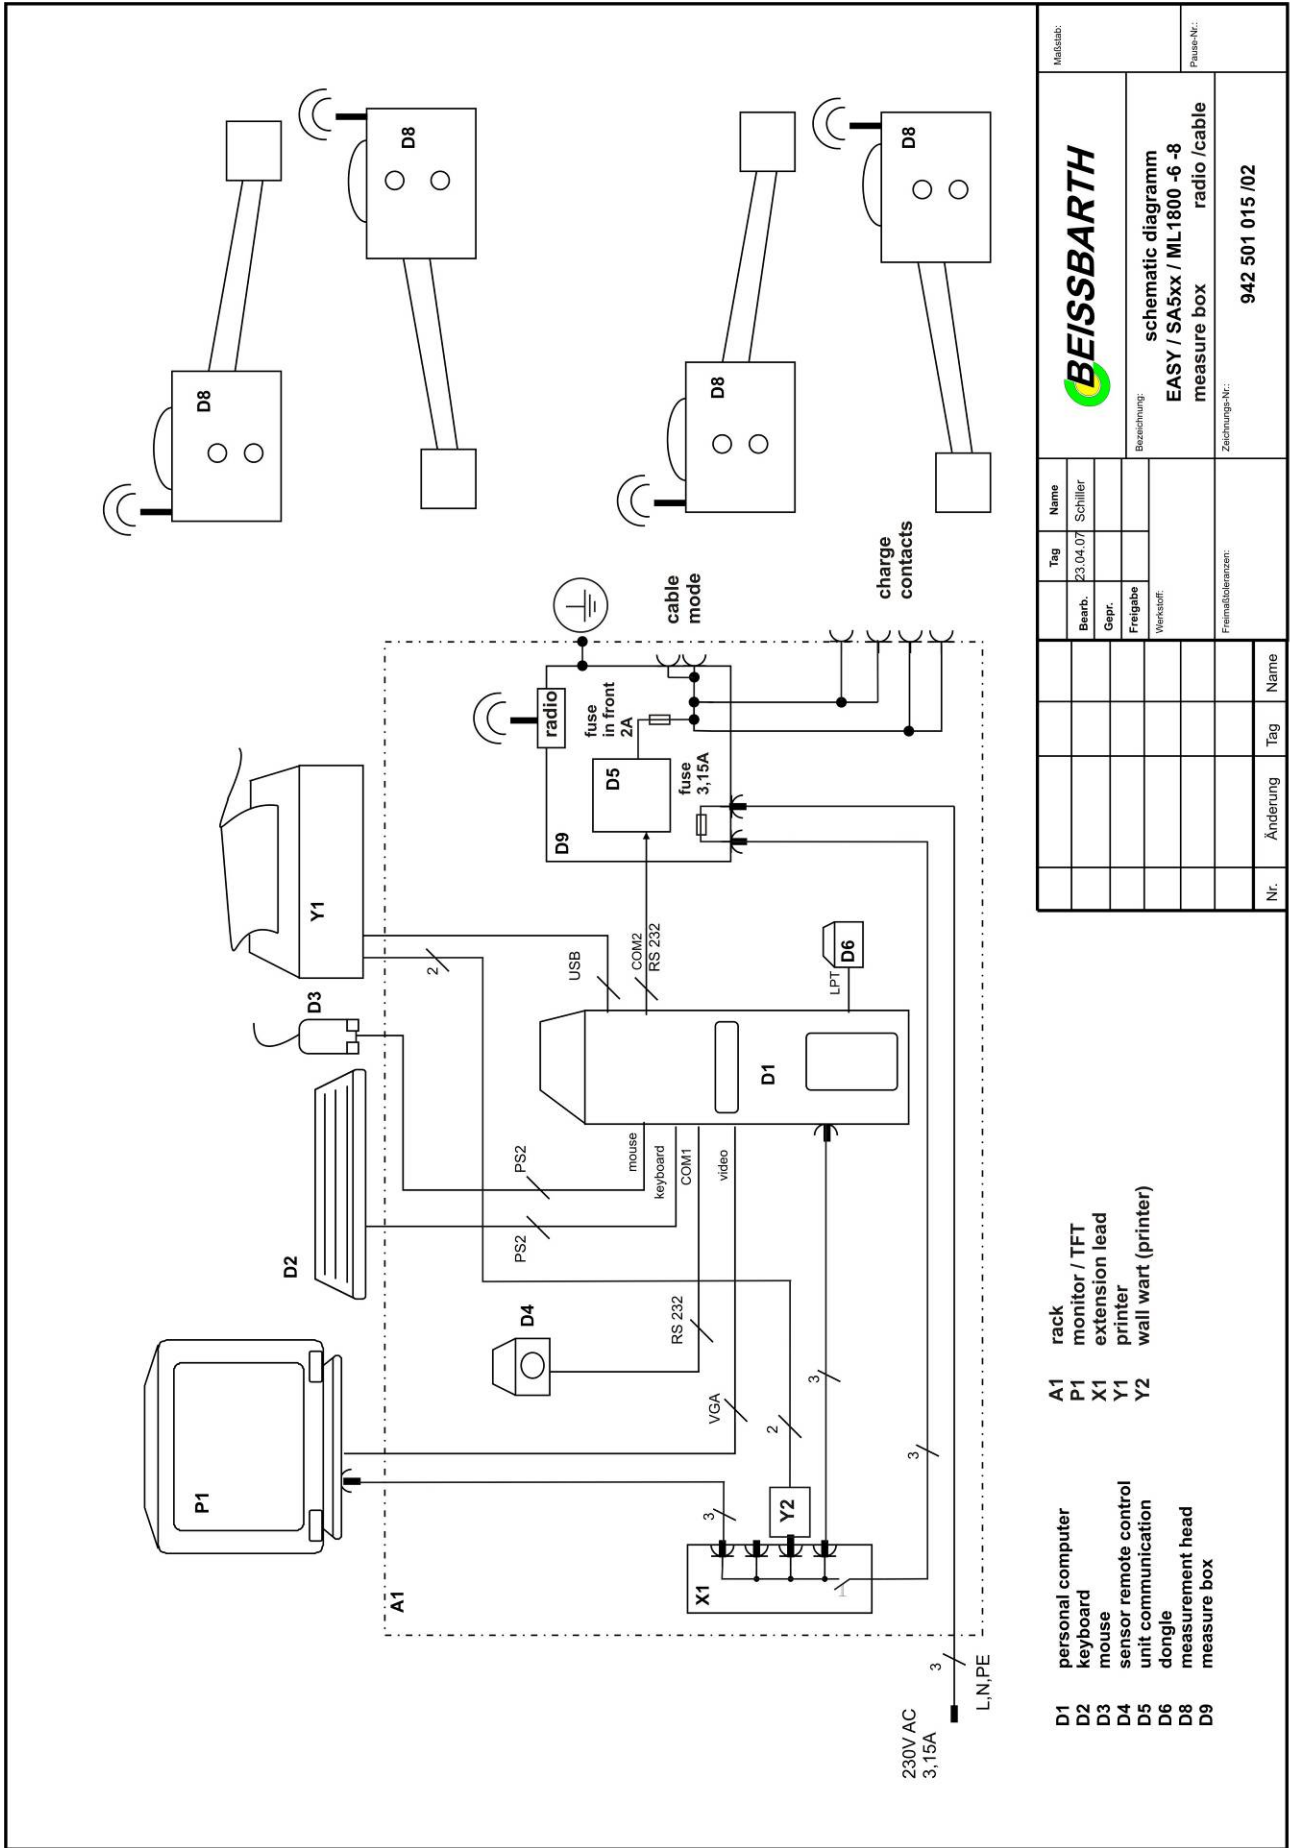 P1
D2
D3
Y1
A1
D4
PS2
PS2
2
USB
COM2
RS 232
mouse
keyboard
COM1
video
RS 232
VGA
2
3
3
3
X1
Y2
D1
LPT
D6
D9
D5
radio
fuse
in front
2A
fuse
3,15A
cable
mode
charge
contacts
D8
D8
D8
D8
230V AC
3,15A
3
L,N,PE
D1 personal computer
D2 keyboard
D3 mouse
D4 sensor remote control
D5 unit communication
D6 dongle
D8 measurement head
D9 measure box
A1 rack
P1 monitor / TFT
X1 extension lead
Y1 printer
Y2 wall wart (printer)
Nr. Änderung Tag Name
Tag Name
Bearb. 23.04.07 Schiller
Gepr.
Freigabe
Werkstoff:
Freimaßtoleranzen:
BEISSBARTH
Maßstab:
Bezeichnung:
schematic diagramm
EASY / SA5xx / ML1800 -6 -8
measure box radio /cable
Pause-Nr.:
Zeichnungs-Nr.:
942 501 015 /02